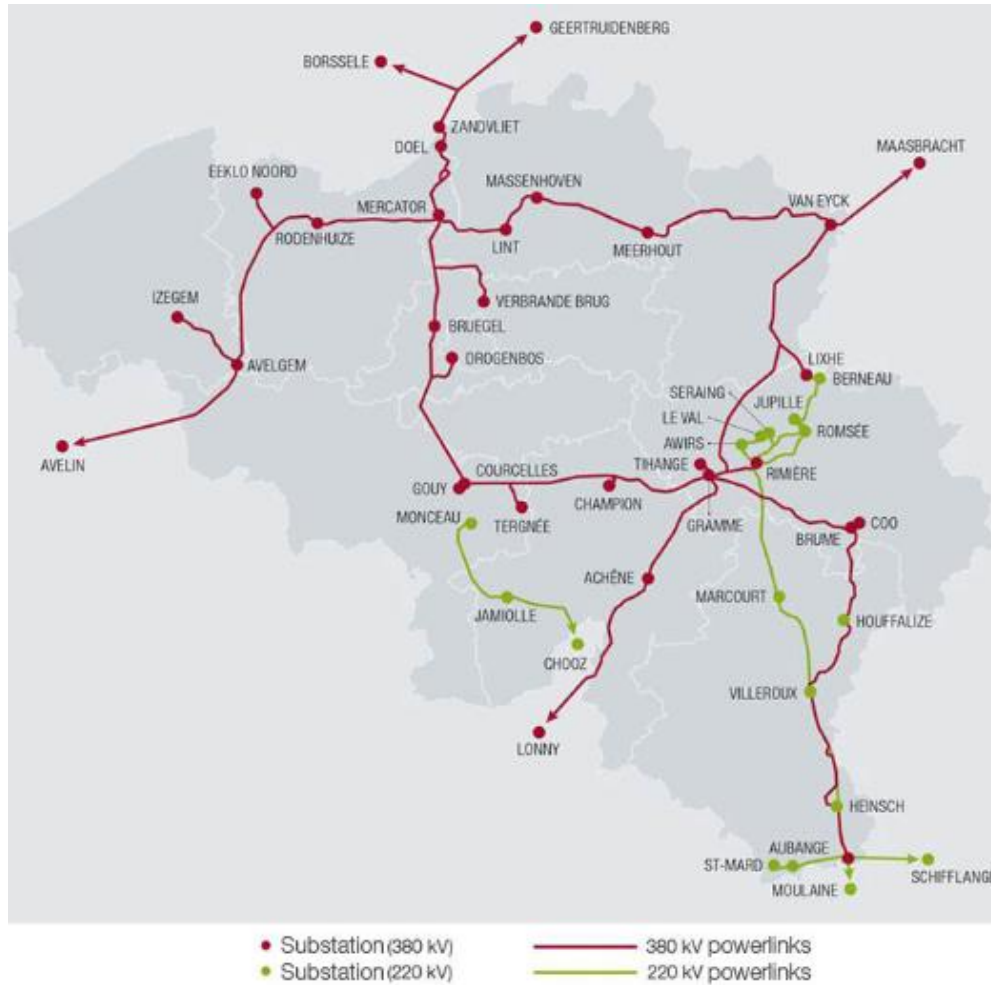 GEERTRUIDENBERG
BORSSELE
ZANDVLIET
DOEL
MAASBRACHT
EEKLO NOORD
MASSENHOVEN
MERCATOR
VAN EYCK
RODENHUIZE
LINT
MEERHOUT
IZEGEM
VERBRANDE BRUG
BRUEGEL
DROGENBOS
LIXHE
AVELGEM
BERNEAU
SERAING
JUPILLE
LE VAL
ROMSÉE
AWIRS
AVELIN
TIHANGE
COURCELLES
RIMIÈRE
GOUY
CHAMPION
MONCEAU
TERGNÉE
GRAMME
COO
BRUME
ACHÊNE
MARCOURT
JAMIOLLE
HOUFFALIZE
CHOOZ
VILLEROUX
LONNY
HEINSCH
AUBANGE
ST-MARD
SCHIFFLANGE
MOULAINE
Substation (380 kV) 380 kV powerlinks
Substation (220 kV) 220 kV powerlinks